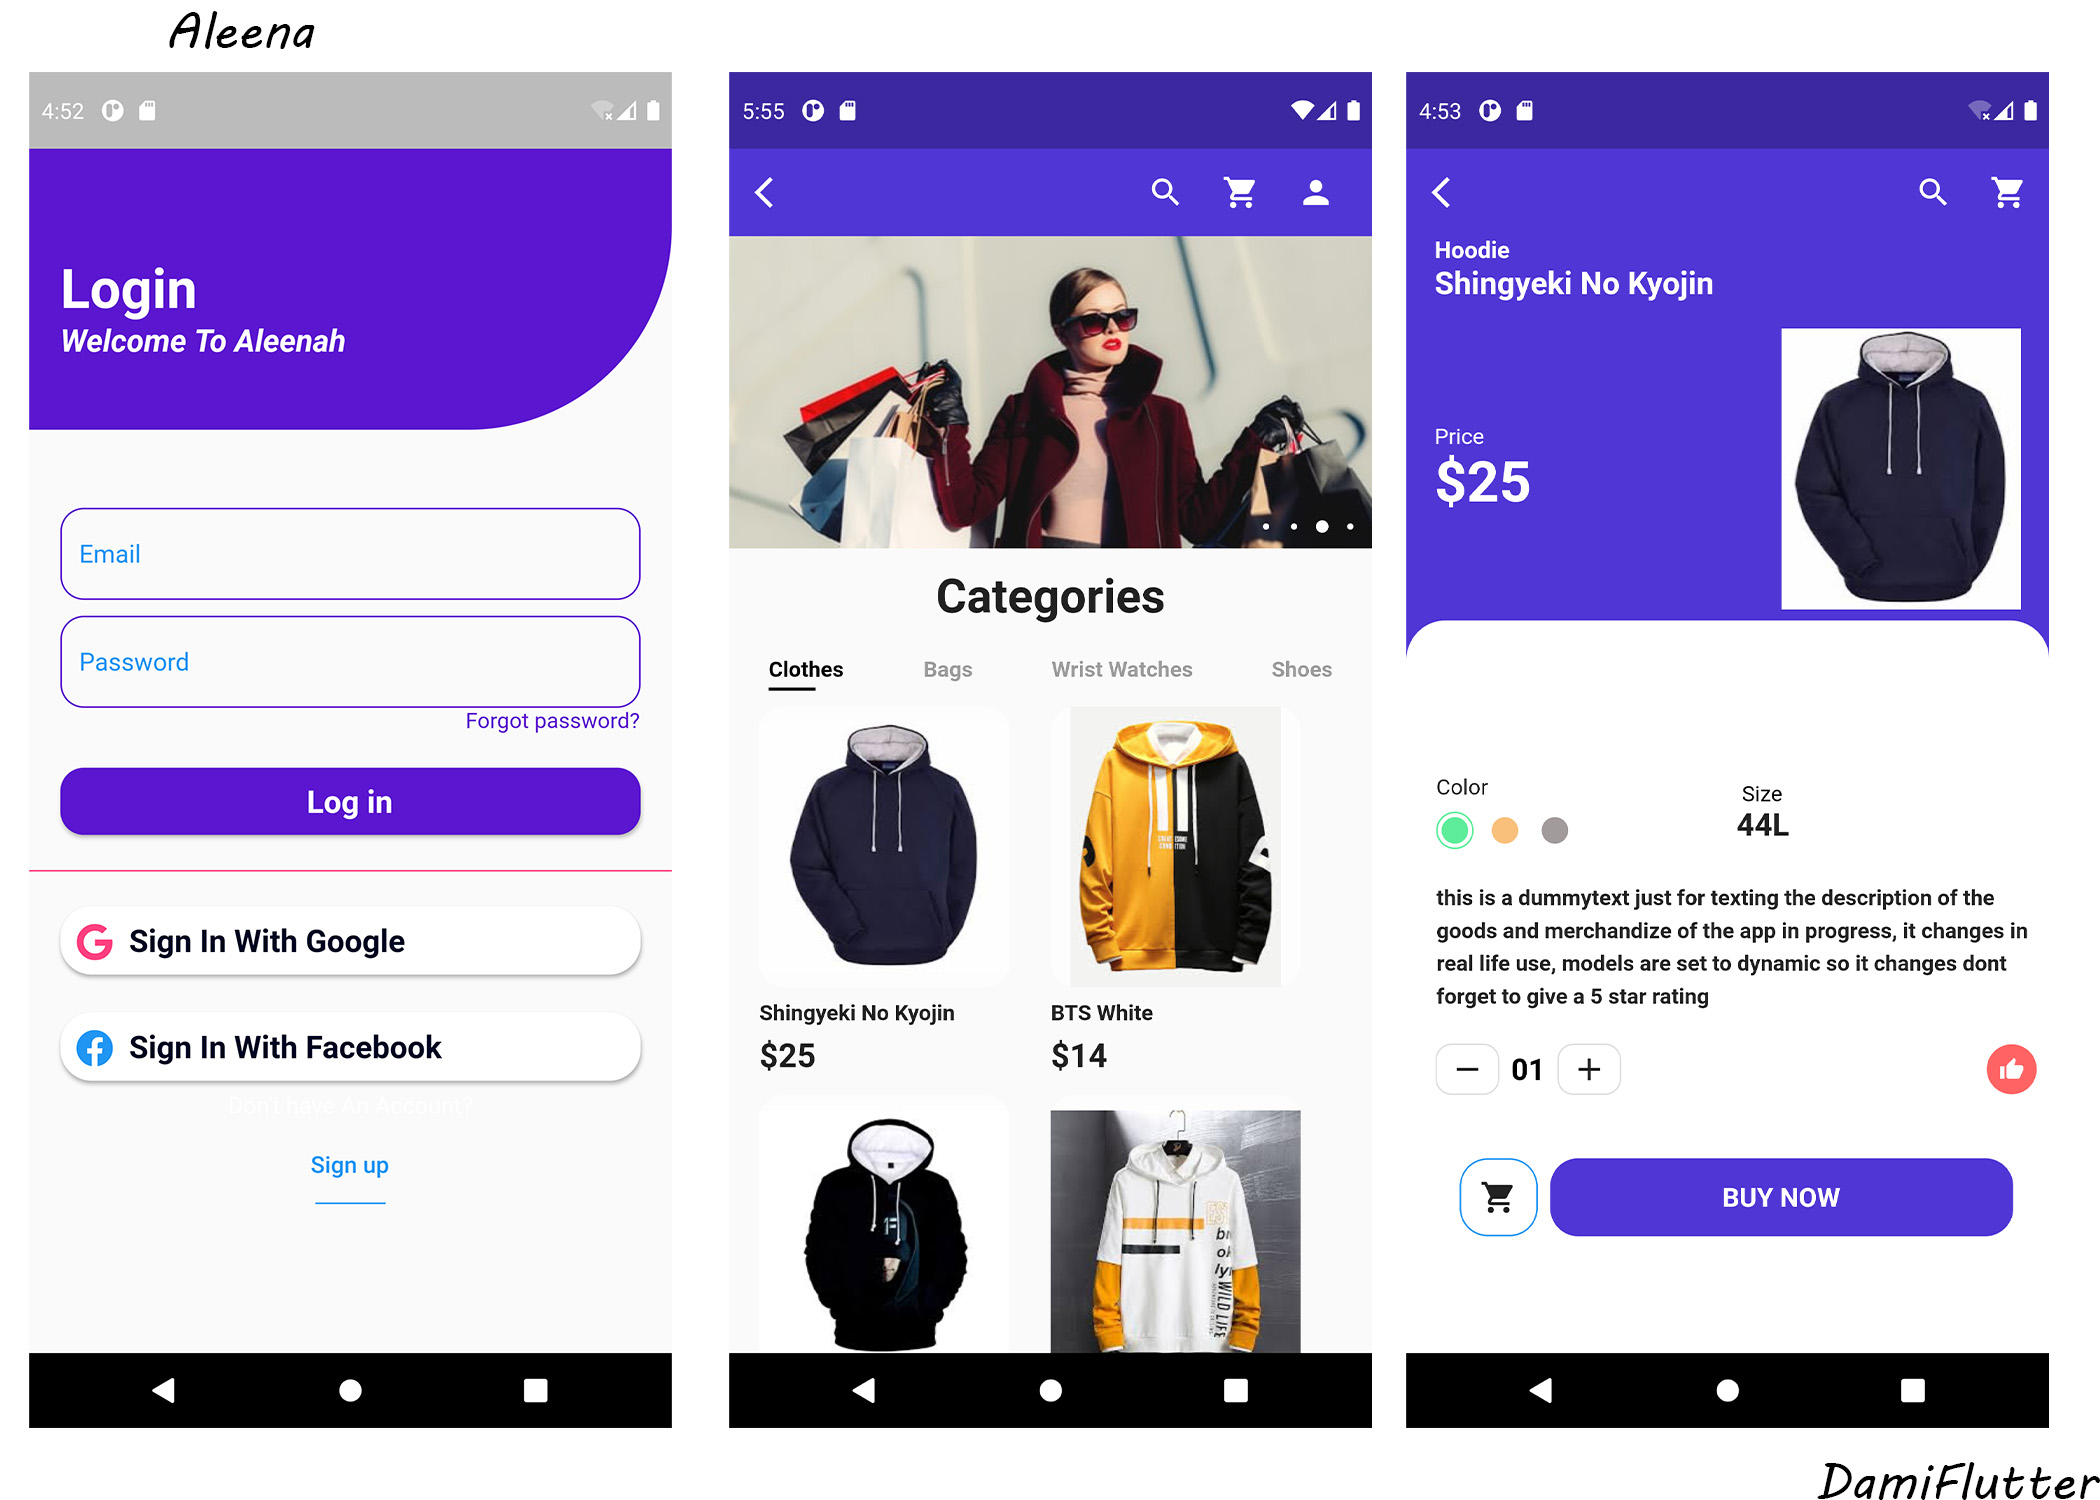 Aleena
4:52
Login
Welcome To Aleenah
Email
Password
Forgot password?
Log in
Sign In With Google
Sign In With Facebook
Don't have An Account?
Sign up
5:55
Categories
Clothes Bags Wrist Watches Shoes
Shingyeki No Kyojin BTS White
$25 $14
WILD LIFE
4:53
Hoodie
Shingyeki No Kyojin
Price
$25
Color
Size
44L
this is a dummytext just for texting the description of the
goods and merchandize of the app in progress, it changes in
real life use, models are set to dynamic so it changes dont
forget to give a 5 star rating
01
BUY NOW
DamiFlutter